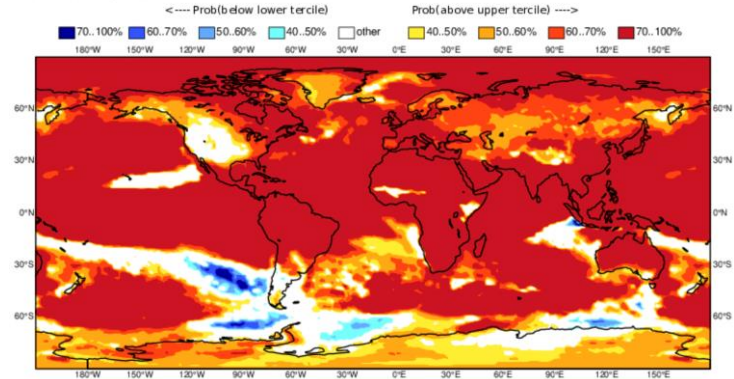 <---- Prob(below lower tercile) Prob(above upper tercile) ---->
70..100% 60..70% 50..60% 40..50% other 40..50% 50..60% 60..70% 70..100%
180°W 150°W 120°W 90°W 60°W 30°W 0°E 30°E 60°E 90°E 120°E 150°E
60°N 60°N
30°N 30°N
0°N 0°N
30°S 30°S
60°S 60°S
180°W 150°W 120°W 90°W 60°W 30°W 0°E 30°E 60°E 90°E 120°E 150°E